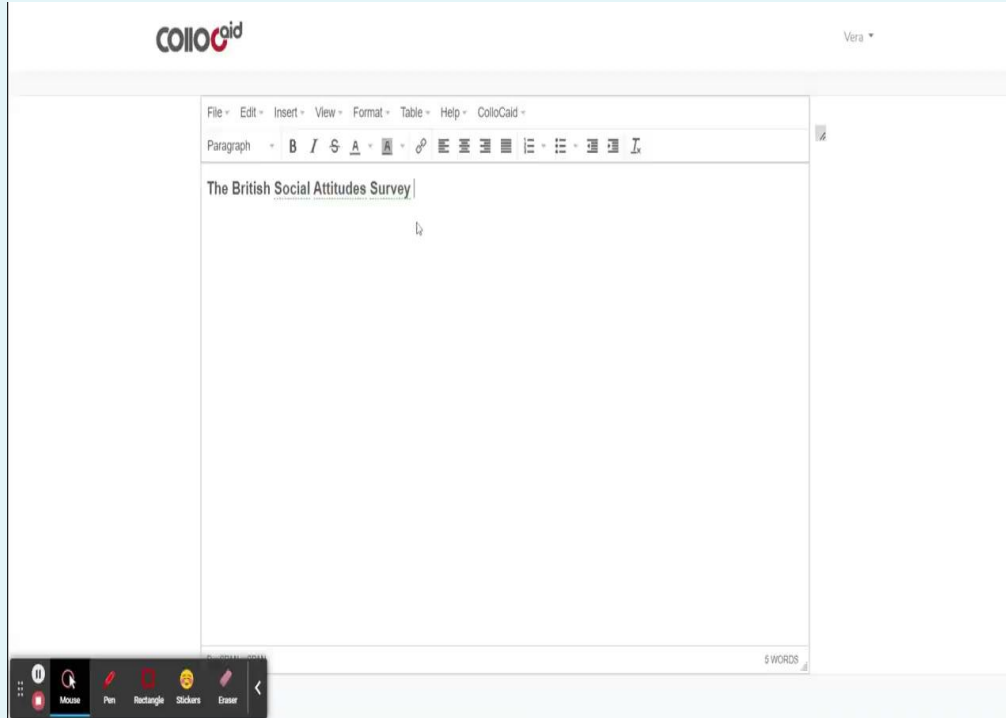 ColloCaid
Vera
File Edit Insert View Format Table Help ColloCaid
Paragraph B I S A A
The British Social Attitudes Survey
5 WORDS
Mouse Pen Rectangle Stickers Eraser